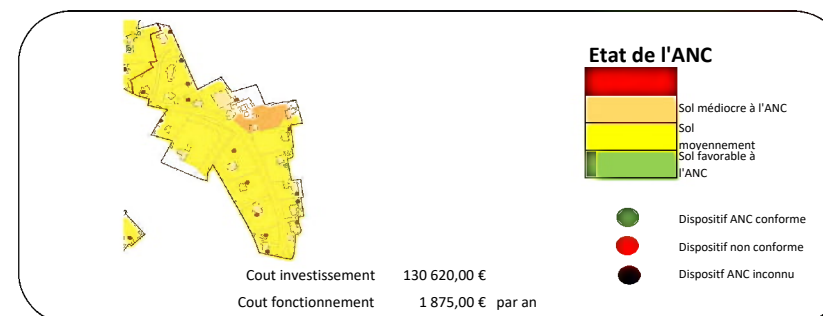 Etat de l'ANC
Sol médiocre à l'ANC
Sol
moyennement
Sol favorable à
l'ANC
Dispositif ANC conforme
Dispositif non conforme
Dispositf ANC inconnu
Cout investissement 130 620,00 €
Cout fonctionnement 1 875,00 € par an